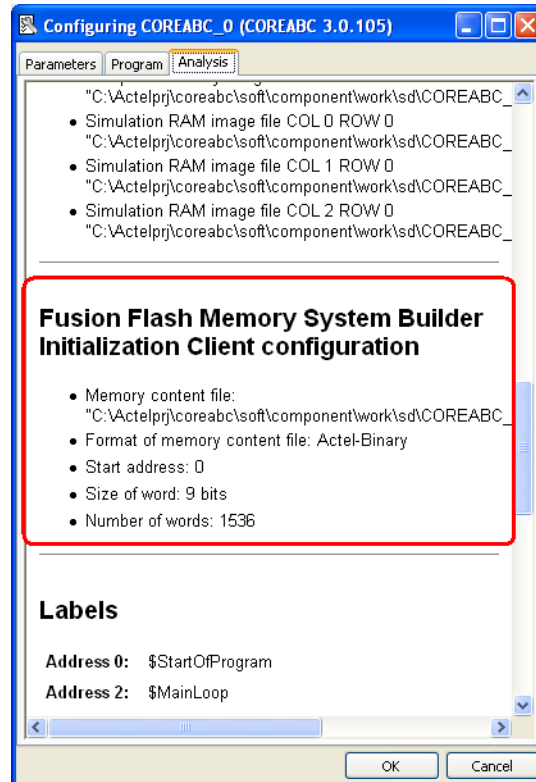 Configuring COREABC_0 (COREABC 3.0.105)
Parameters Program Analysis
"C:\Actelprj\coreabc\soft\component\work\sd\COREABC_
• Simulation RAM image file COL 0 ROW 0
"C:\Actelprj\coreabc\soft\component\work\sd\COREABC_
• Simulation RAM image file COL 1 ROW 0
"C:\Actelprj\coreabc\soft\component\work\sd\COREABC_
• Simulation RAM image file COL 2 ROW 0
"C:\Actelprj\coreabc\soft\component\work\sd\COREABC_
Fusion Flash Memory System Builder
Initialization Client configuration
• Memory content file:
"C:\Actelprj\coreabc\soft\component\work\sd\COREABC_
• Format of memory content file: Actel-Binary
• Start address: 0
• Size of word: 9 bits
• Number of words: 1536
Labels
Address 0: $StartOfProgram
Address 2: $MainLoop
OK Cancel